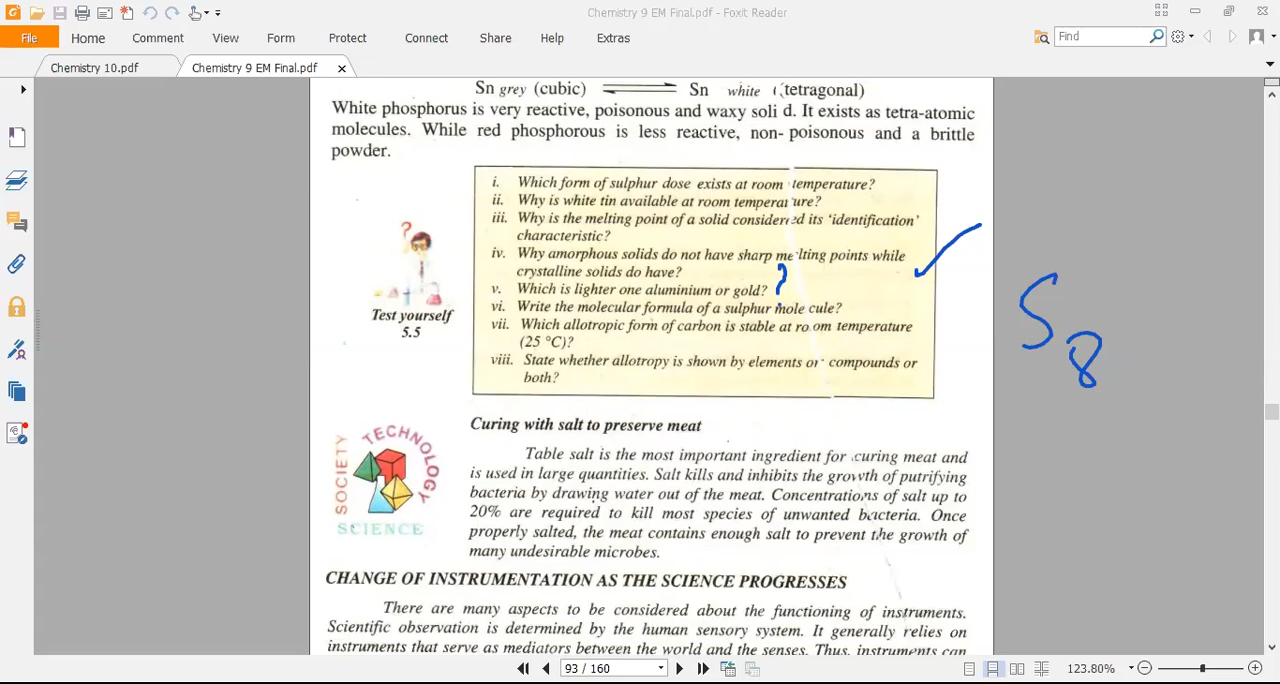 Chemistry 9 EM Final.pdf - Foxit Reader
File Home Comment View Form Protect Connect Share Help Extras Find
Chemistry 10.pdf Chemistry 9 EM Final.pdf
Sn grey (cubic) ⇌ Sn white (tetragonal)
White phosphorus is very reactive, poisonous and waxy soli d. It exists as tetra-atomic
molecules. While red phosphorous is less reactive, non- poisonous and a brittle
powder.
i. Which form of sulphur dose exists at room temperature?
ii. Why is white tin available at room temperature?
iii. Why is the melting point of a solid considered its 'identification'
characteristic?
iv. Why amorphous solids do not have sharp melting points while
crystalline solids do have?
v. Which is lighter one aluminium or gold?
vi. Write the molecular formula of a sulphur mole cule?
vii. Which allotropic form of carbon is stable at room temperature
(25 °C)?
viii. State whether allotropy is shown by elements or compounds or
both?
?
Test yourself
5.5
?
S8
Curing with salt to preserve meat
Table salt is the most important ingredient for curing meat and
is used in large quantities. Salt kills and inhibits the growth of putrifying
bacteria by drawing water out of the meat. Concentrations of salt up to
20% are required to kill most species of unwanted bacteria. Once
properly salted, the meat contains enough salt to prevent the growth of
many undesirable microbes.
SOCIETY
TECHNOLOGY
SCIENCE
CHANGE OF INSTRUMENTATION AS THE SCIENCE PROGRESSES
There are many aspects to be considered about the functioning of instruments.
Scientific observation is determined by the human sensory system. It generally relies on
instruments that serve as mediators between the world and the senses. Thus, instruments can
93 / 160 123.80%